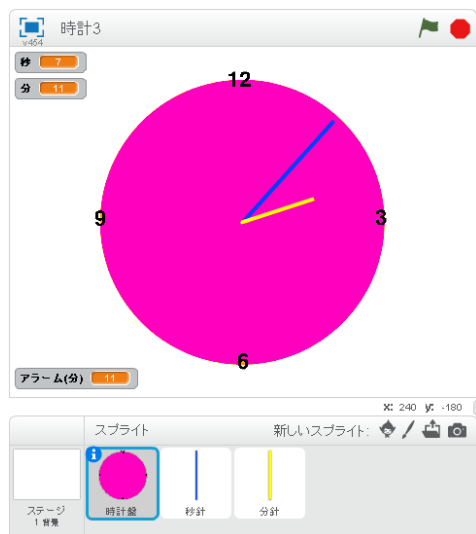 時計3
v454
秒 7
分 11
12
9
3
6
アラーム(分) 11
x: 240 y: -180
スプライト 新しいスプライト:
ステージ
1 背景
時計盤
秒針
分針